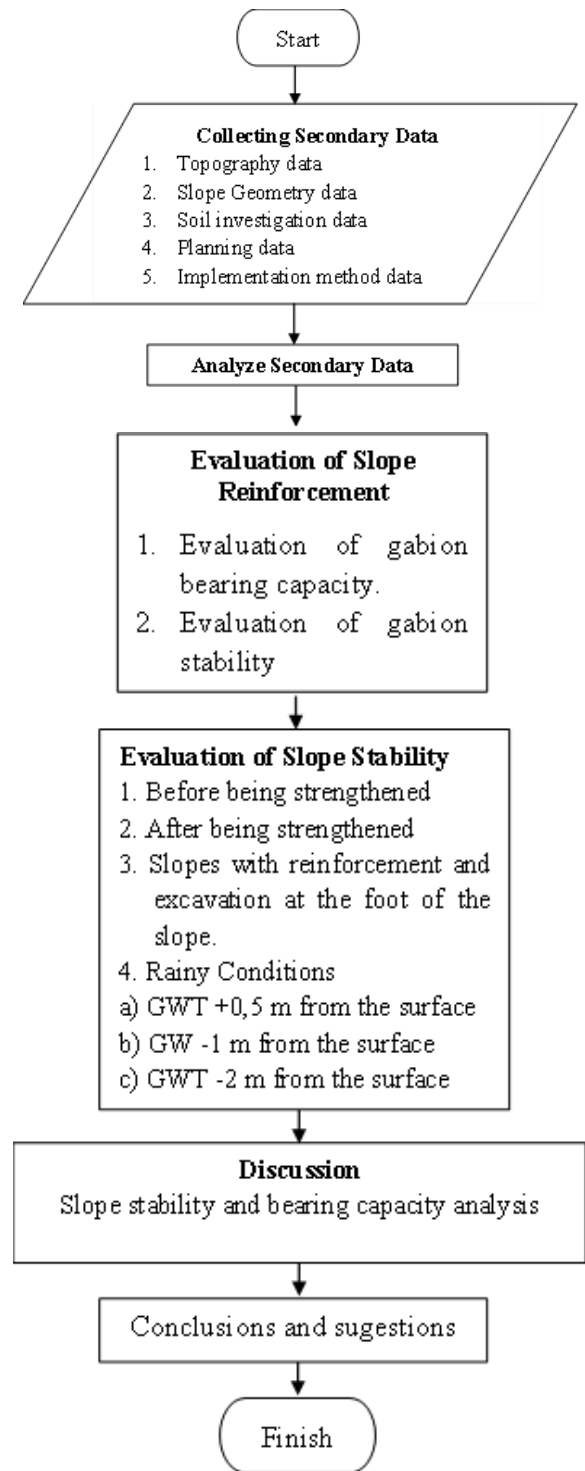 Start
Collecting Secondary Data
1. Topography data
2. Slope Geometry data
3. Soil investigation data
4. Planning data
5. Implementation method data
Analyze Secondary Data
Evaluation of Slope
Reinforcement
1. Evaluation of gabion
bearing capacity.
2. Evaluation of gabion
stability
Evaluation of Slope Stability
1. Before being strengthened
2. After being strengthened
3. Slopes with reinforcement and
excavation at the foot of the
slope.
4. Rainy Conditions
a) GWT +0,5 m from the surface
b) GW -1 m from the surface
c) GWT -2 m from the surface
Discussion
Slope stability and bearing capacity analysis
Conclusions and sugestions
Finish